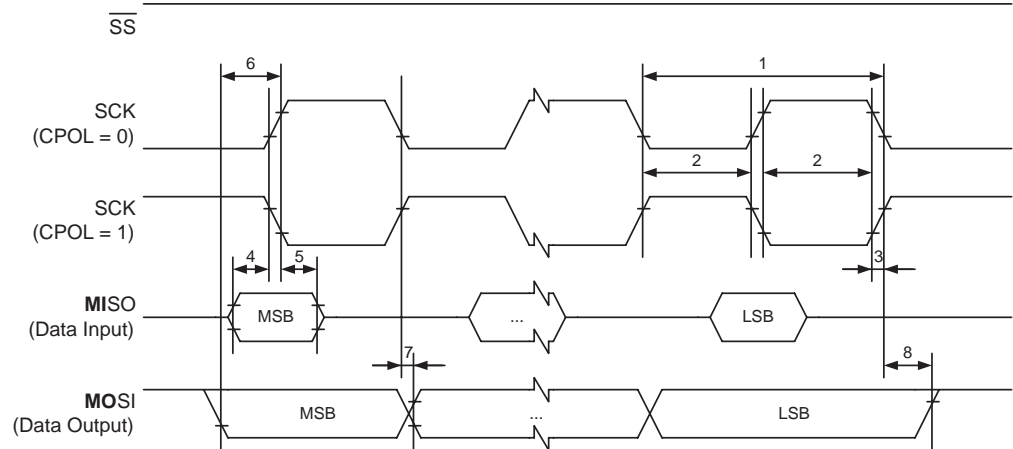 SS
6
1
SCK
(CPOL = 0)
2
2
SCK
(CPOL = 1)
4
5
3
MISO
(Data Input)
MSB
...
LSB
7
8
MOSI
(Data Output)
MSB
...
LSB